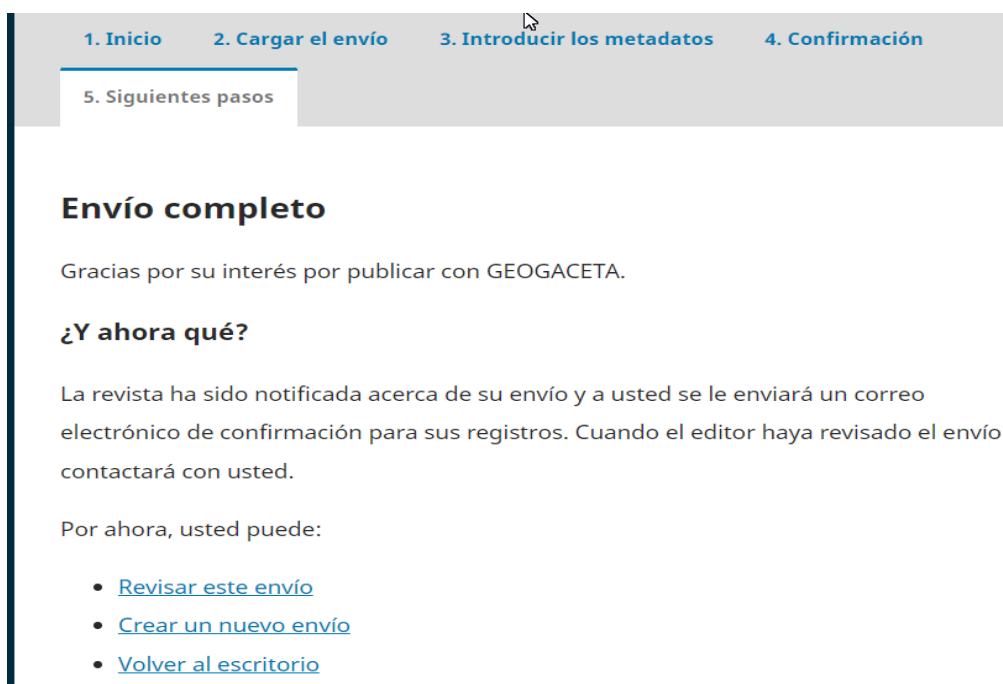 1. Inicio 2. Cargar el envío 3. Introducir los metadatos 4. Confirmación
5. Siguientes pasos
Envío completo
Gracias por su interés por publicar con GEOGACETA.
¿Y ahora qué?
La revista ha sido notificada acerca de su envío y a usted se le enviará un correo
electrónico de confirmación para sus registros. Cuando el editor haya revisado el envío
contactará con usted.
Por ahora, usted puede:
• Revisar este envío
• Crear un nuevo envío
• Volver al escritorio